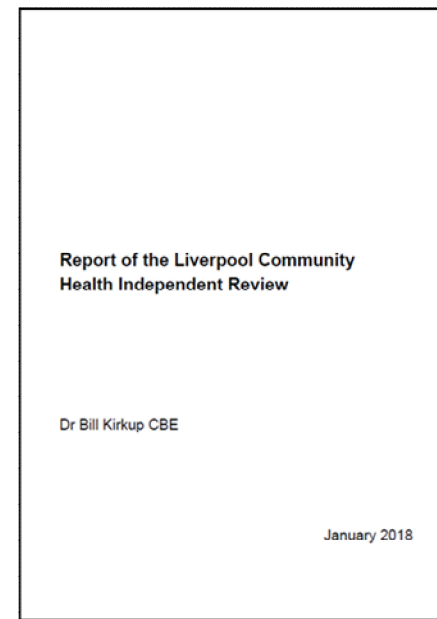 Report of the Liverpool Community
Health Independent Review
Dr Bill Kirkup CBE
January 2018